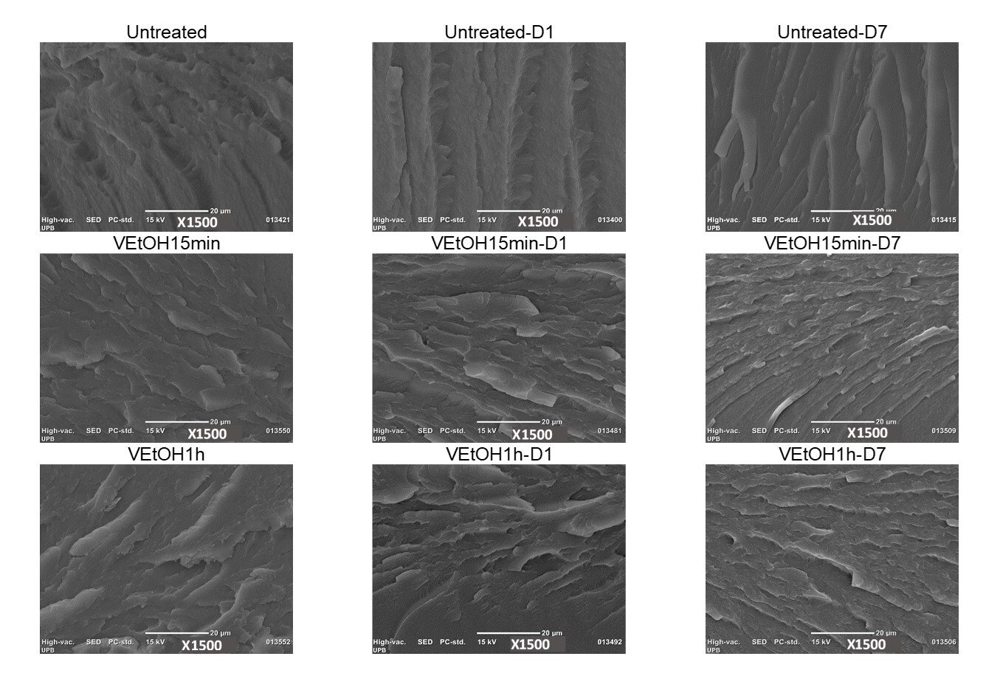 Untreated
Untreated-D1
Untreated-D7
20 µm
High-vac. SED PC-std. 15 kV X1500 013421
UPB
20 µm
High-vac. SED PC-std. 15 kV X1500 013400
UPB
20 µm
High-vac. SED PC-std. 15 kV X1500 013415
UPB
VEtOH15min
VEtOH15min-D1
VEtOH15min-D7
20 µm
High-vac. SED PC-std. 15 kV X1500 013550
UPB
20 µm
High-vac. SED PC-std. 15 kV X1500 013481
UPB
20 µm
High-vac. SED PC-std. 15 kV X1500 013509
UPB
VEtOH1h
VEtOH1h-D1
VEtOH1h-D7
20 µm
High-vac. SED PC-std. 15 kV X1500 013552
UPB
20 µm
High-vac. SED PC-std. 15 kV X1500 013492
UPB
20 µm
High-vac. SED PC-std. 15 kV X1500 013506
UPB